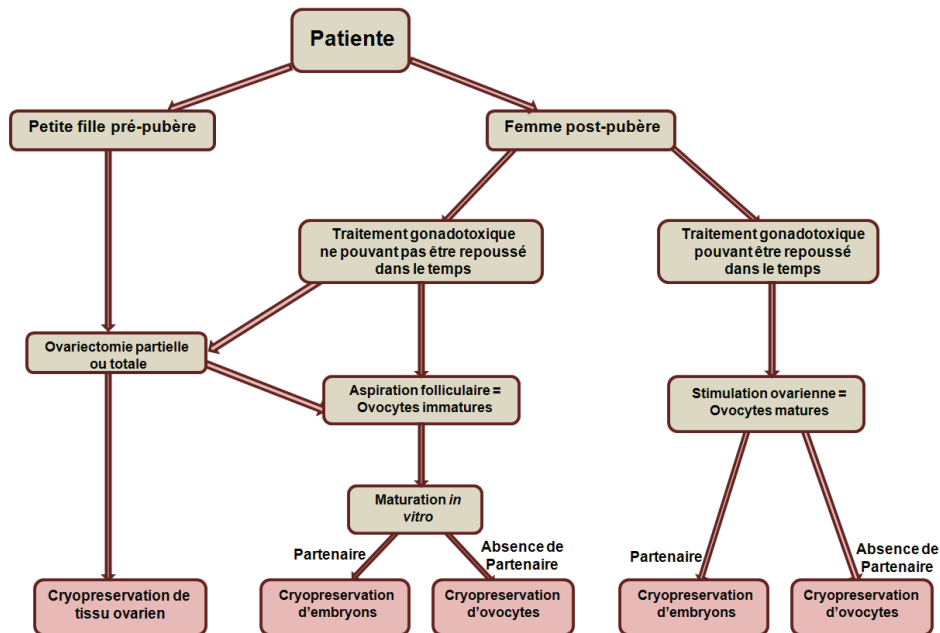 Patiente
Petite fille pré-pubère
Femme post-pubère
Traitement gonadotoxique
ne pouvant pas être repoussé
dans le temps
Traitement gonadotoxique
pouvant être repoussé
dans le temps
Ovariectomie partielle
ou totale
Aspiration folliculaire =
Ovocytes immatures
Stimulation ovarienne =
Ovocytes matures
Maturation in
vitro
Partenaire
Absence de
Partenaire
Partenaire
Absence de
Partenaire
Cryopreservation de
tissu ovarien
Cryopreservation
d'embryons
Cryopreservation
d'ovocytes
Cryopreservation
d'embryons
Cryopreservation
d'ovocytes